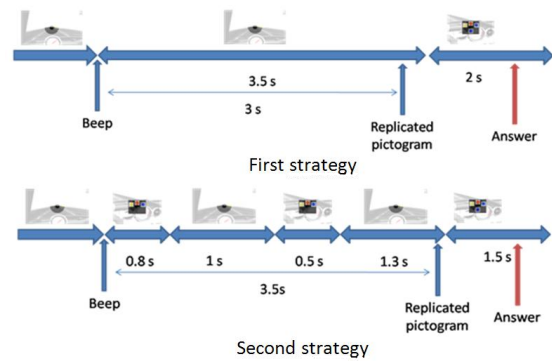 3.5 s
2 s
3 s
Beep
Replicated
pictogram
Answer
First strategy
0.8 s
1 s
0.5 s
1.3 s
1.5 s
3.5s
Beep
Replicated
pictogram
Answer
Second strategy